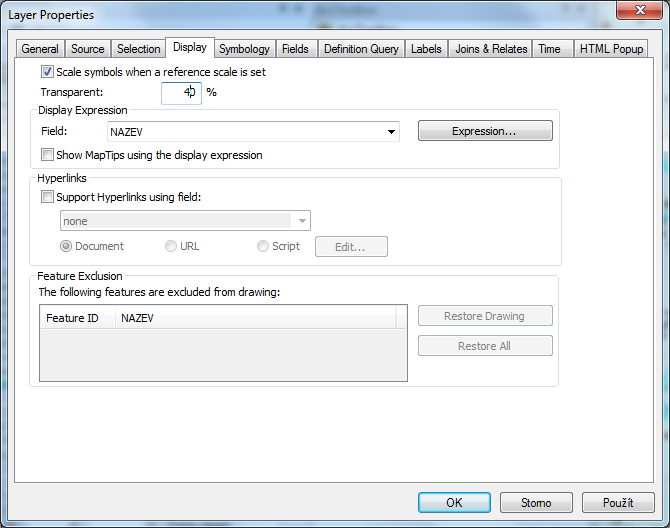 Layer Properties
General Source Selection Display Symbology Fields Definition Query Labels Joins & Relates Time HTML Popup
Scale symbols when a reference scale is set
Transparent: 40 %
Display Expression
Field: NAZEV Expression...
Show MapTips using the display expression
Hyperlinks
Support Hyperlinks using field:
none
Document URL Script Edit...
Feature Exclusion
The following features are excluded from drawing:
Feature ID NAZEV Restore Drawing
Restore All
OK Storno Použít